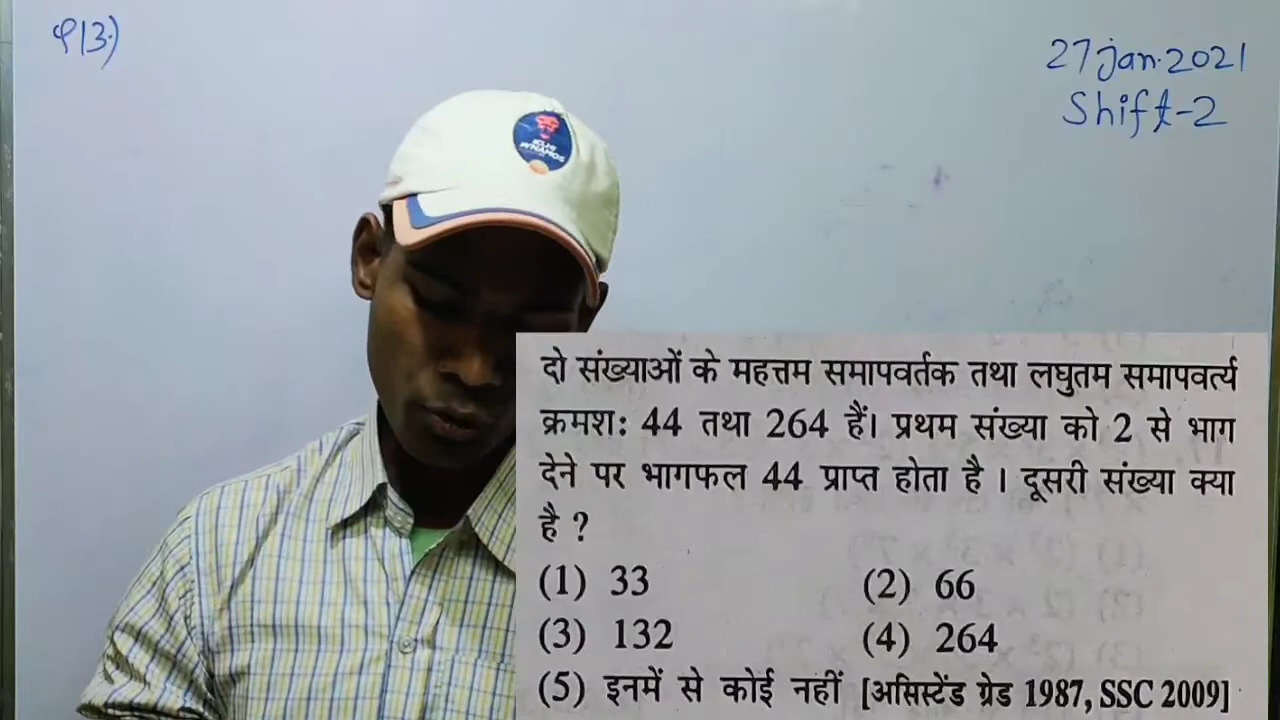 Q13.)
27 Jan. 2021
Shift-2
दो संख्याओं के महत्तम समापवर्तक तथा लघुतम समापवर्त्य
क्रमश: 44 तथा 264 हैं। प्रथम संख्या को 2 से भाग
देने पर भागफल 44 प्राप्त होता है । दूसरी संख्या क्या
है ?
(1) 33 (2) 66
(3) 132 (4) 264
(5) इनमें से कोई नहीं [असिस्टेंड ग्रेड 1987, SSC 2009]